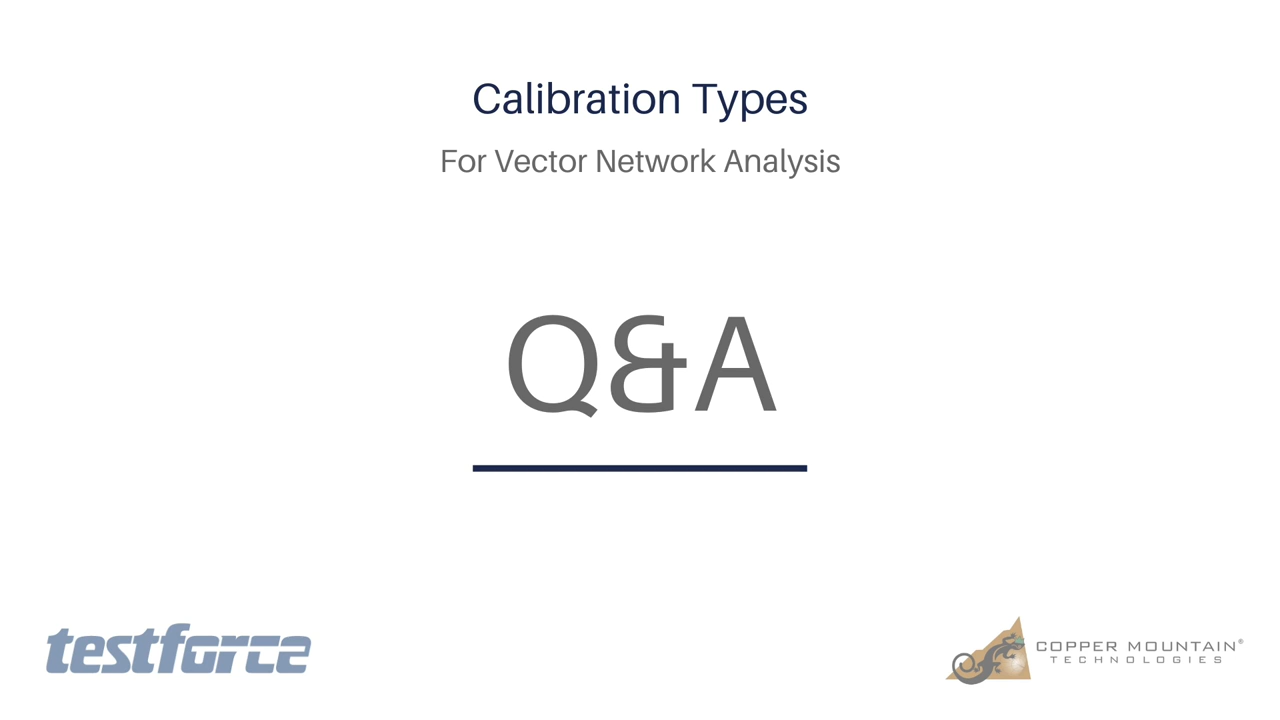 Calibration Types
For Vector Network Analysis
Q&A
testforce
COPPER MOUNTAIN®
TECHNOLOGIES